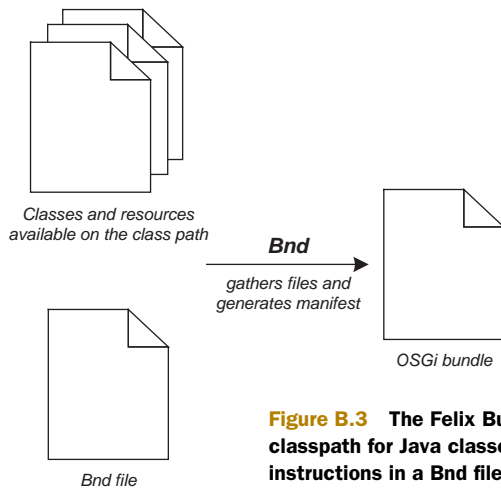 Classes and resources
available on the class path
Bnd
gathers files and
generates manifest
OSGi bundle
Bnd file
Figure B.3 The Felix
classpath for Java
instructions in a Bnd file